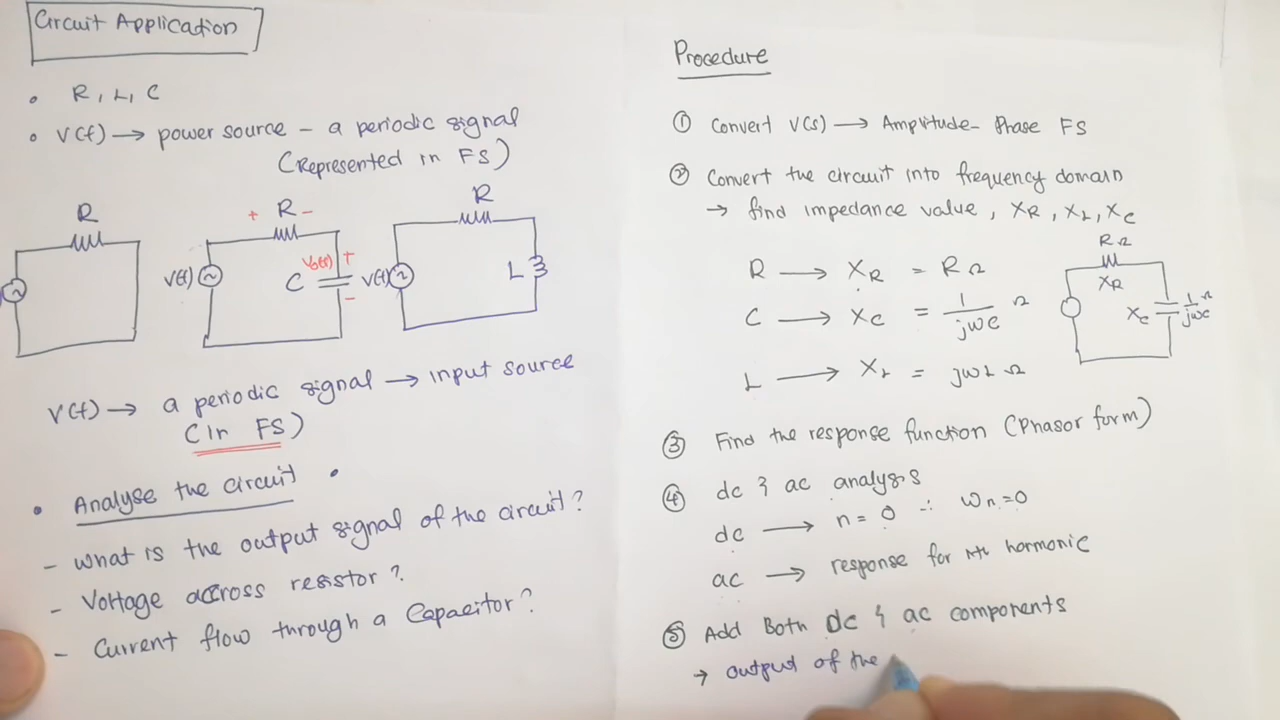 Circuit Application
• R, L, C
• V(t) → power source – a periodic signal
(Represented in FS)
R
+ R –
V(t)
C
Vo(t) +
–
R
V(t)
L
V(t) → a periodic signal → input source
(In FS)
• Analyse the circuit •
– What is the output signal of the circuit?
– Voltage across resistor?
– Current flow through a Capacitor?
Procedure
① Convert V(s) → Amplitude – Phase FS
② Convert the circuit into frequency domain
→ find impedance value, XR, XL, XC
R → XR = RΩ
C → XC = 1/jωC Ω
L → XL = jωL Ω
RΩ
XR
XC 1/jωC Ω
③ Find the response function (Phasor form)
④ dc & ac analysis
dc → n = 0 ∴ ωn = 0
ac → response for nth harmonic
⑤ Add Both dc & ac components
→ output of the